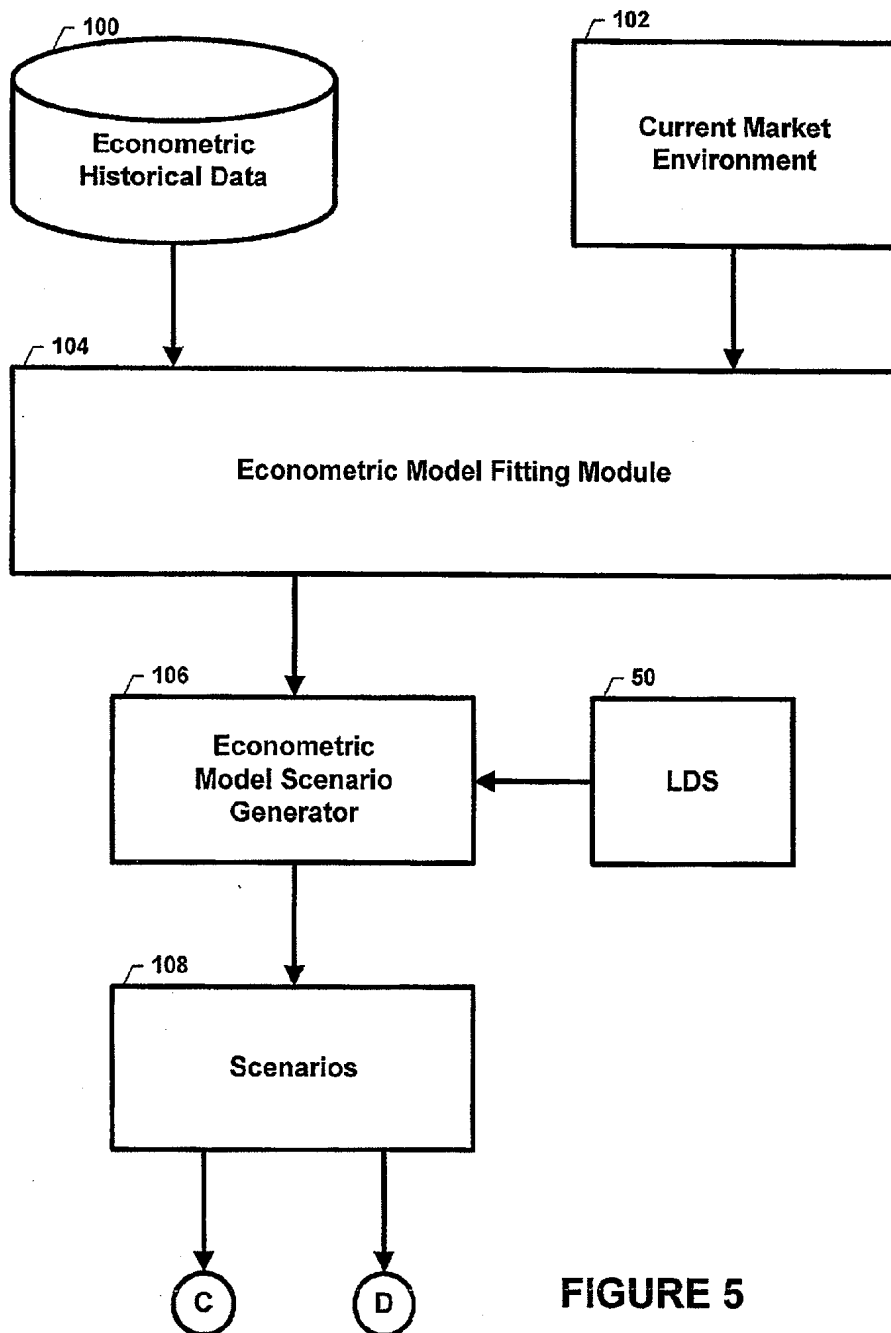 100
Econometric
Historical Data
102
Current Market
Environment
104
Econometric Model Fitting Module
106
Econometric
Model Scenario
Generator
50
LDS
108
Scenarios
C
D
FIGURE 5